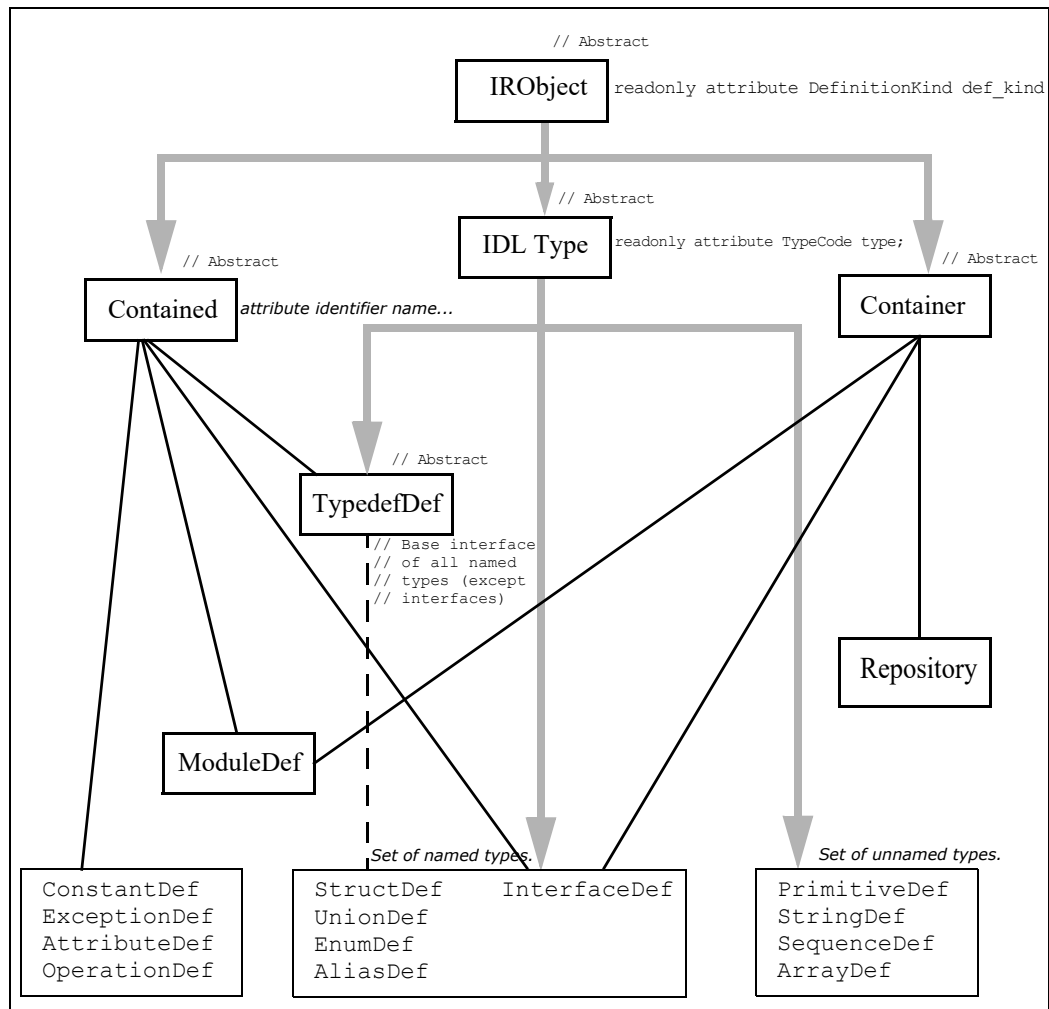 // Abstract
IRObject
readonly attribute DefinitionKind def_kind
// Abstract
IDL Type
readonly attribute TypeCode type;
// Abstract
Contained
attribute identifier name...
// Abstract
Container
// Abstract
TypedefDef
// Base interface
// of all named
// types (except
// interfaces)
Repository
ModuleDef
Set of named types.
Set of unnamed types.
ConstantDef
ExceptionDef
AttributeDef
OperationDef
StructDef
UnionDef
EnumDef
AliasDef
InterfaceDef
PrimitiveDef
StringDef
SequenceDef
ArrayDef